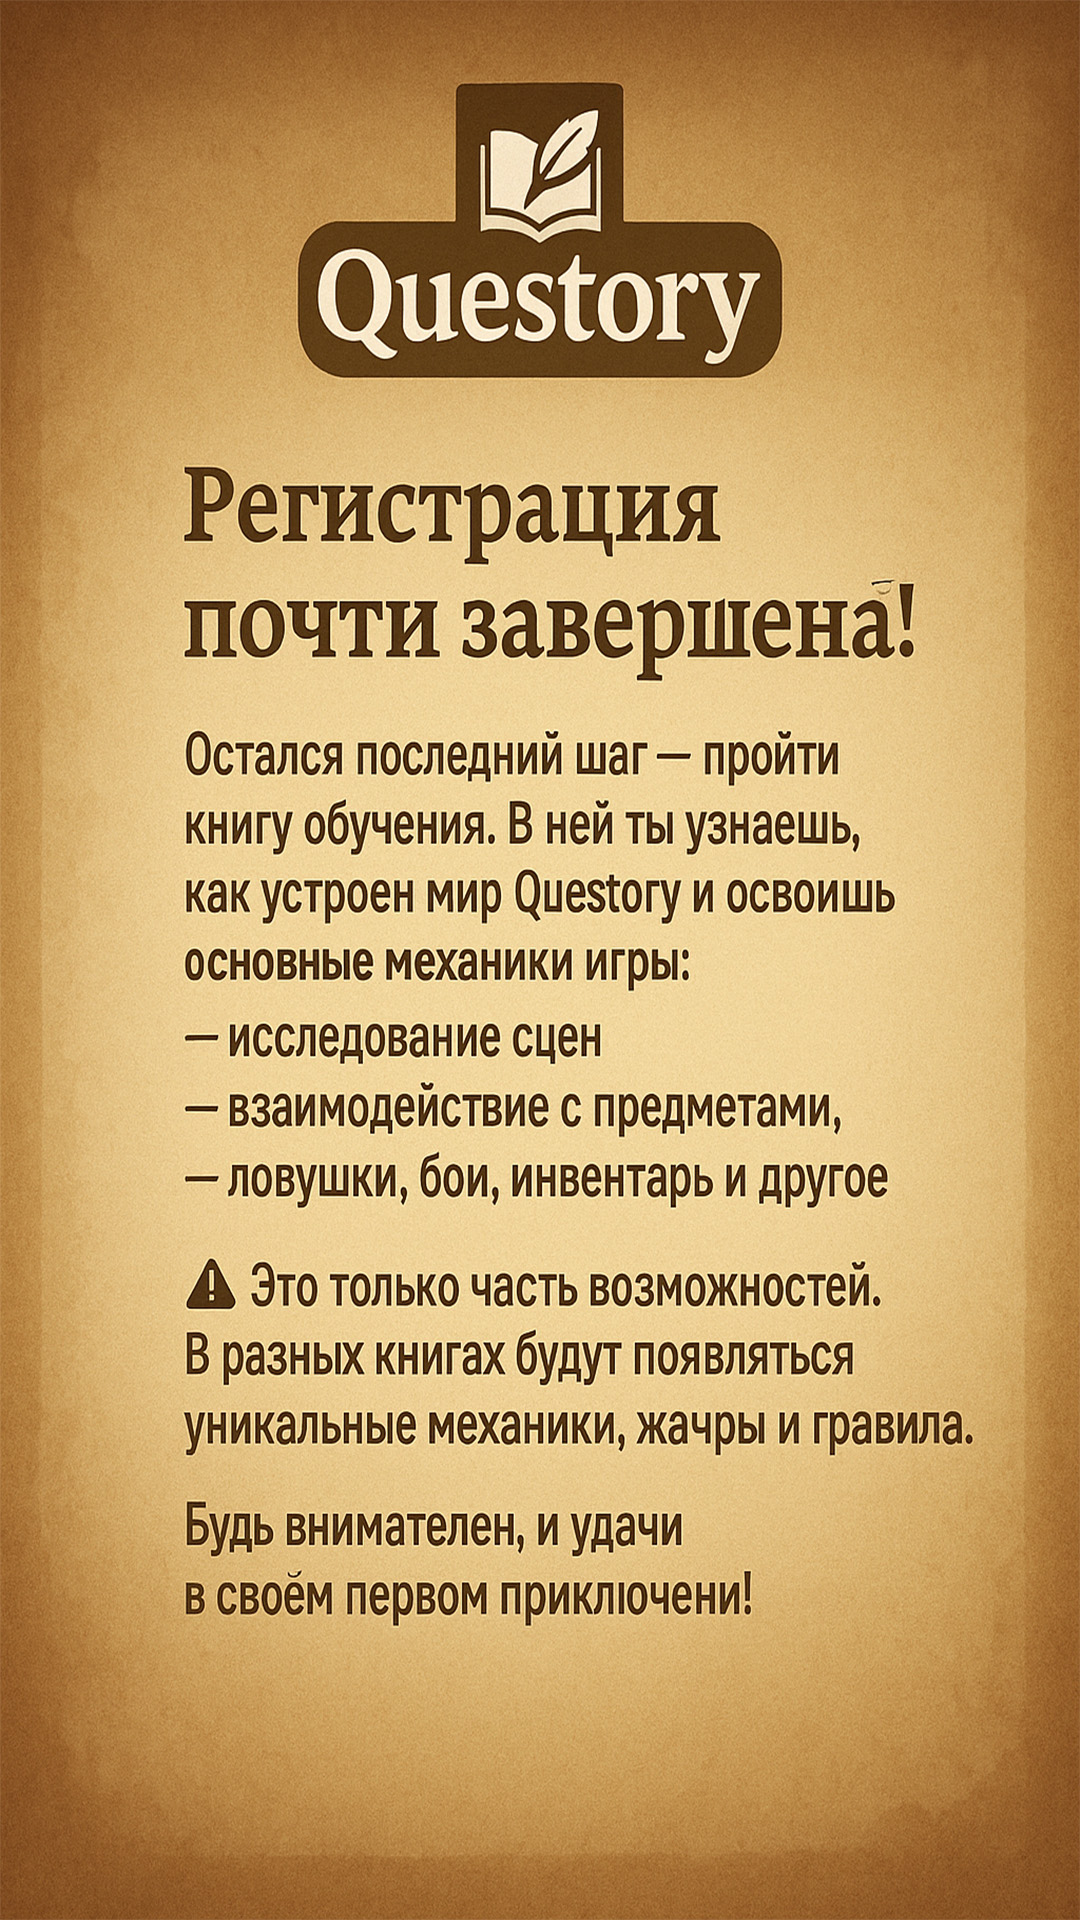 Questory
Регистрация
почти завершена!
Остался последний шаг — пройти
книгу обучения. В ней ты узнаешь,
как устроен мир Questory и освоишь
основные механики игры:
— исследование сцен
— взаимодействие с предметами,
— ловушки, бои, инвентарь и другое
Это только часть возможностей.
В разных книгах будут появляться
уникальные механики, жачры и гравила.
Будь внимателен, и удачи
в своём первом приключени!